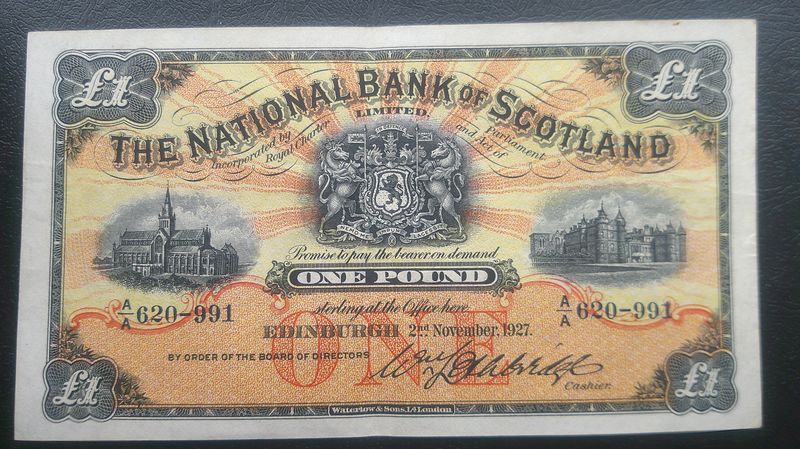 £1 £1
THE NATIONAL BANK OF SCOTLAND
LIMITED.
Incorporated by Royal Charter and Act of Parliament
Promise to pay the bearer on demand
ONE POUND
A/A 620-991 A/A 620-991
sterling at the Office here
EDINBURGH 2nd November, 1927.
ONE
BY ORDER OF THE BOARD OF DIRECTORS
Cashier.
£1 £1
Waterlow & Sons, Ld London